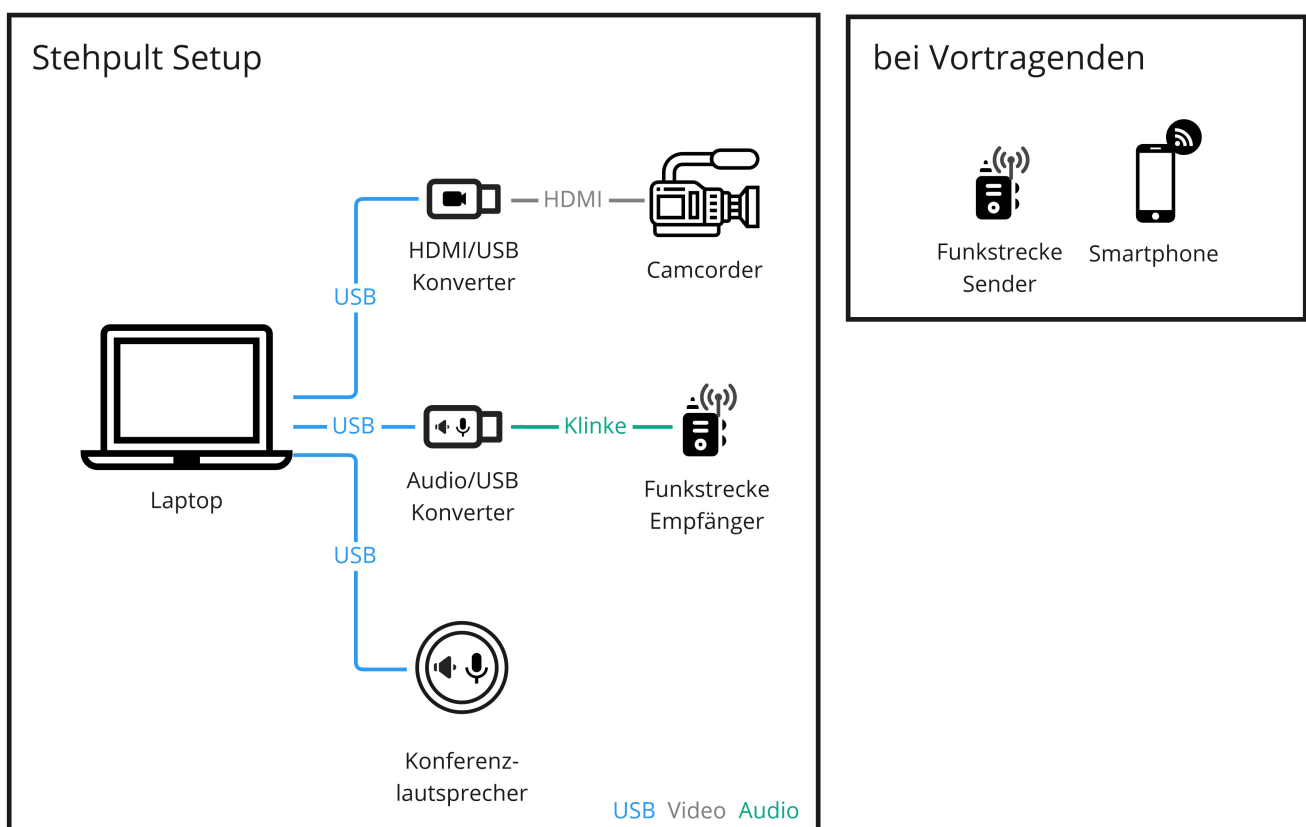 Stehpult Setup
HDMI
HDMI/USB
Konverter
Camcorder
USB
USB
Klinke
Laptop
Audio/USB
Konverter
Funkstrecke
Empfänger
USB
Konferenz-
lautsprecher
USB Video Audio
bei Vortragenden
Funkstrecke
Sender
Smartphone